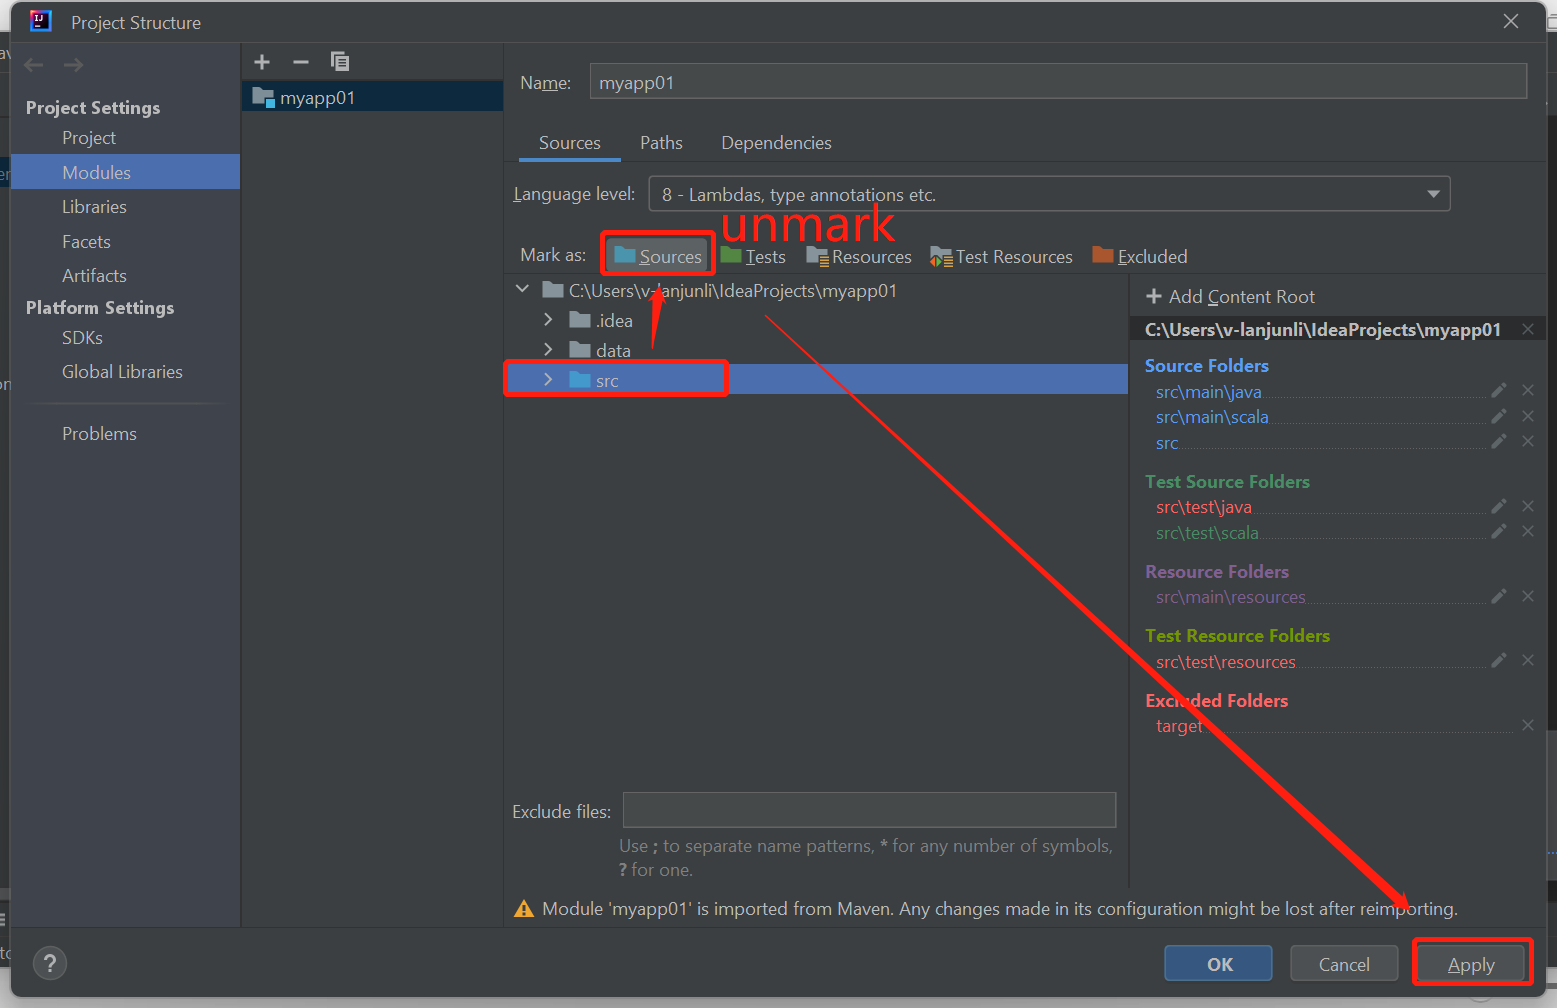 Project Structure
Project Settings
Project
Modules
Libraries
Facets
Artifacts
Platform Settings
SDKs
Global Libraries
Problems
myapp01
Name: myapp01
Sources Paths Dependencies
Language level: 8 - Lambdas, type annotations etc.
unmark
Mark as: Sources Tests Resources Test Resources Excluded
C:\Users\v-lanjunli\IdeaProjects\myapp01
.idea
data
src
Add Content Root
C:\Users\v-lanjunli\IdeaProjects\myapp01
Source Folders
src\main\java
src\main\scala
src
Test Source Folders
src\test\java
src\test\scala
Resource Folders
src\main\resources
Test Resource Folders
src\test\resources
Excluded Folders
target
Exclude files:
Use ; to separate name patterns, * for any number of symbols,
? for one.
Module 'myapp01' is imported from Maven. Any changes made in its configuration might be lost after reimporting.
? OK Cancel Apply